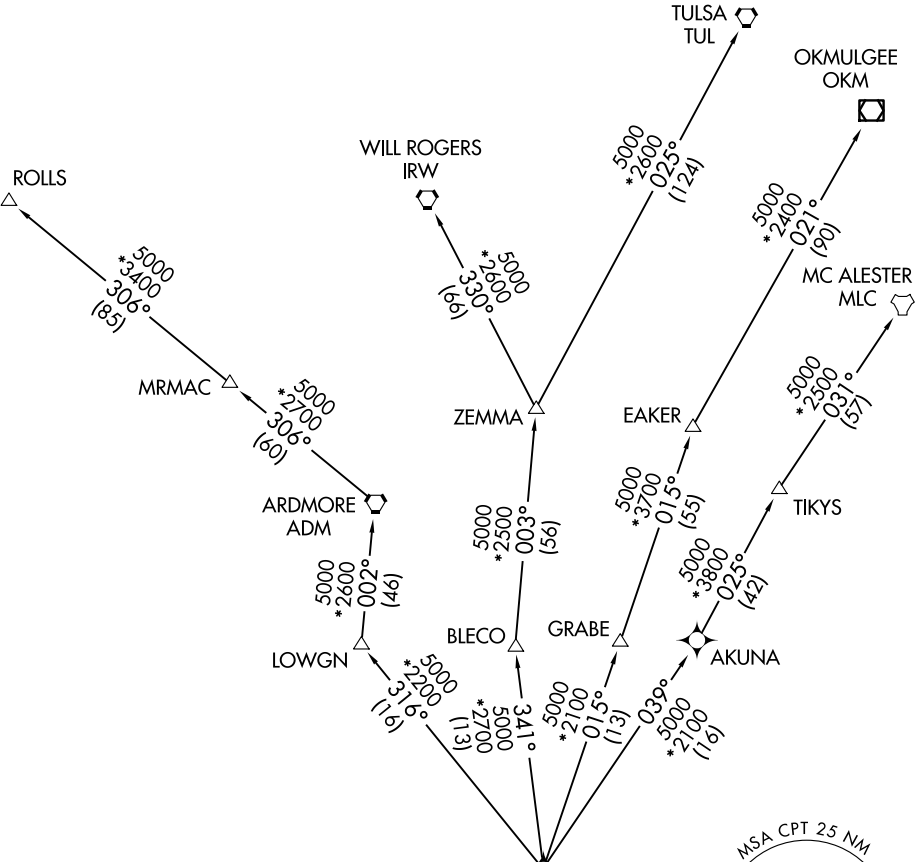 TULSA
TUL
OKMULGEE
OKM
WILL ROGERS
IRW
ROLLS
5000
*2600
025°
(124)
5000
*2400
021°
(90)
5000
*3400
306°
(85)
5000
*2600
330°
(66)
MC ALESTER
MLC
MRMAC
5000
*2700
306°
(60)
ZEMMA
EAKER
5000
*2500
031°
(57)
ARDMORE
ADM
5000
*2500
003°
(56)
5000
*3700
015°
(55)
TIKYS
5000
*2600
002°
(46)
5000
*3800
025°
(42)
LOWGN
BLECO
GRABE
AKUNA
5000
*2200
316°
(16)
341°
5000
*2700
(13)
5000
*2100
015°
(13)
039°
5000
*2100
(16)
MSA CPT 25 NM